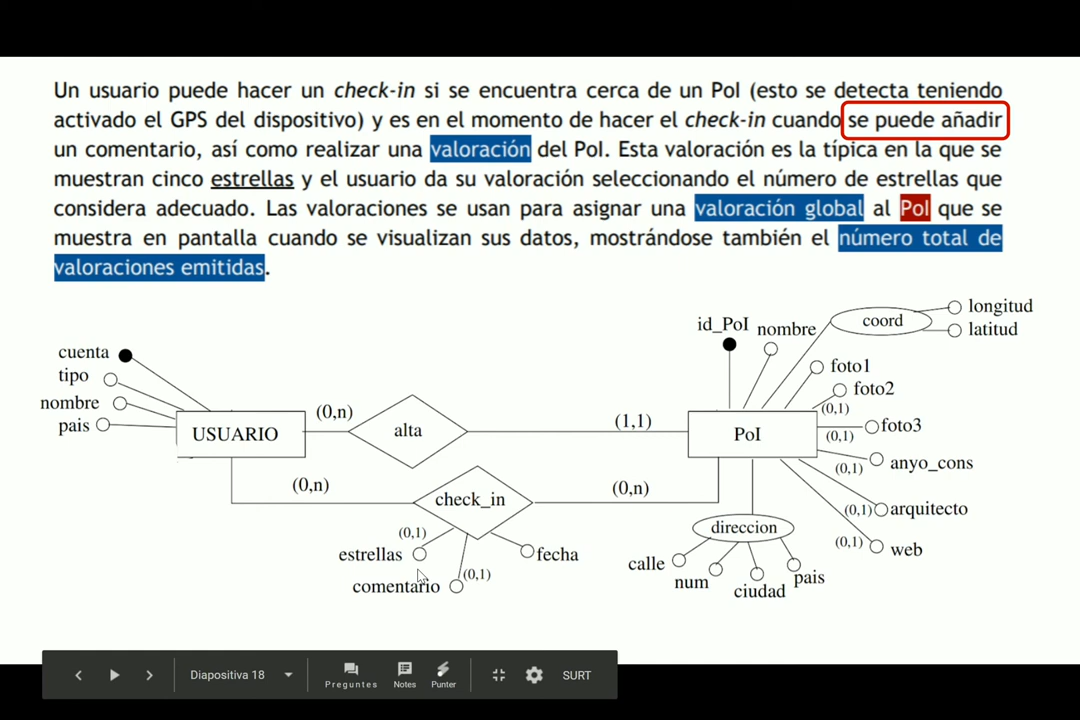 Un usuario puede hacer un check-in si se encuentra cerca de un PoI (esto se detecta teniendo
activado el GPS del dispositivo) y es en el momento de hacer el check-in cuando se puede añadir
un comentario, así como realizar una valoración del PoI. Esta valoración es la típica en la que se
muestran cinco estrellas y el usuario da su valoración seleccionando el número de estrellas que
considera adecuado. Las valoraciones se usan para asignar una valoración global al PoI que se
muestra en pantalla cuando se visualizan sus datos, mostrándose también el número total de
valoraciones emitidas.
longitud
coord
id_PoI
nombre
latitud
cuenta
foto1
tipo
foto2
nombre
(0,n)
(0,1)
pais
USUARIO
alta
(1,1)
PoI
foto3
(0,1)
anyo_cons
(0,1)
(0,n)
check_in
(0,n)
(0,1)
arquitecto
direccion
(0,1)
estrellas
fecha
(0,1)
web
calle
comentario
(0,1)
num
pais
ciudad
Diapositiva 18
Preguntes
Notes
Punter
SURT